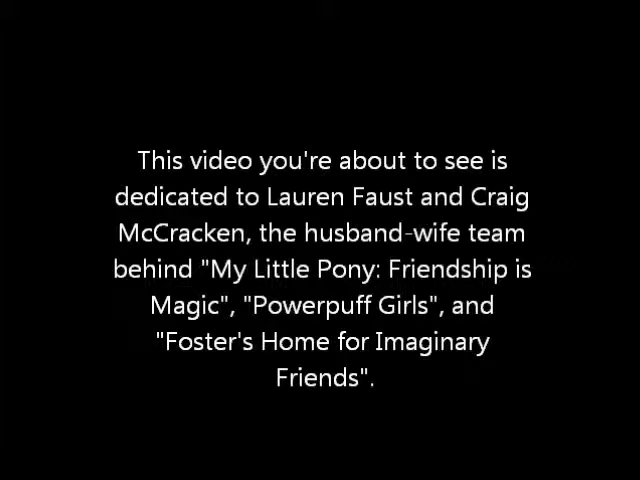 This video you're about to see is
dedicated to Lauren Faust and Craig
McCracken, the husband-wife team
behind "My Little Pony: Friendship is
Magic", "Powerpuff Girls", and
"Foster's Home for Imaginary
Friends".